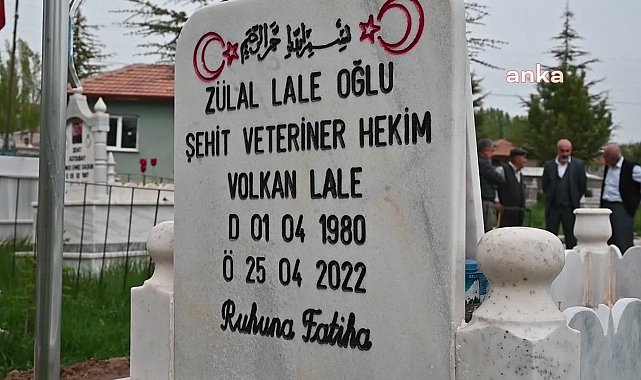 anka
بسم الله الرحمن الرحيم
ZÜLAL LALE OĞLU
ŞEHİT VETERİNER HEKİM
VOLKAN LALE
D 01 04 1980
Ö 25 04 2022
Ruhuna Fatiha